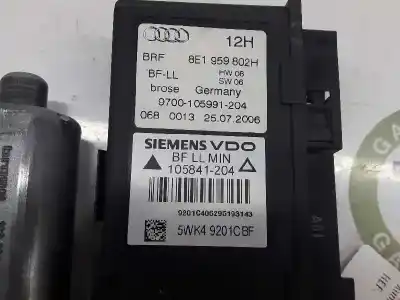 12H
BRF 8E1 959 802H
BF-LL HW 06
SW 06
brose Germany
9700-105991-204
068 0013 25.07.2006
SIEMENS VDO
BF LL MIN
105841-204
5WK4 9201CBF